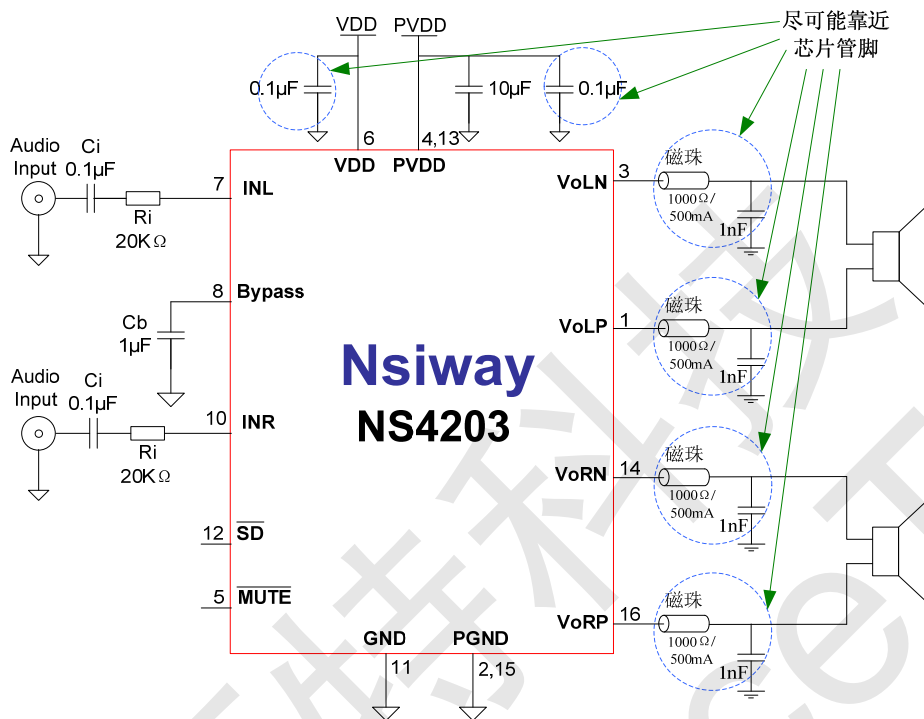 VDD
PVDD
尽可能靠近
芯片管脚
0.1μF
10μF
0.1μF
6
4,13
VDD
PVDD
Audio
Input
Ci
0.1μF
7
INL
Ri
20KΩ
8
Bypass
Cb
1μF
Audio
Input
Ci
0.1μF
10
INR
Ri
20KΩ
12
SD
5
MUTE
Nsiway
NS4203
GND
11
PGND
2,15
VoLN
3
磁珠
1000Ω/
500mA
1nF
VoLP
1
磁珠
1000Ω/
500mA
1nF
VoRN
14
磁珠
1000Ω/
500mA
1nF
VoRP
16
磁珠
1000Ω/
500mA
1nF
特科技